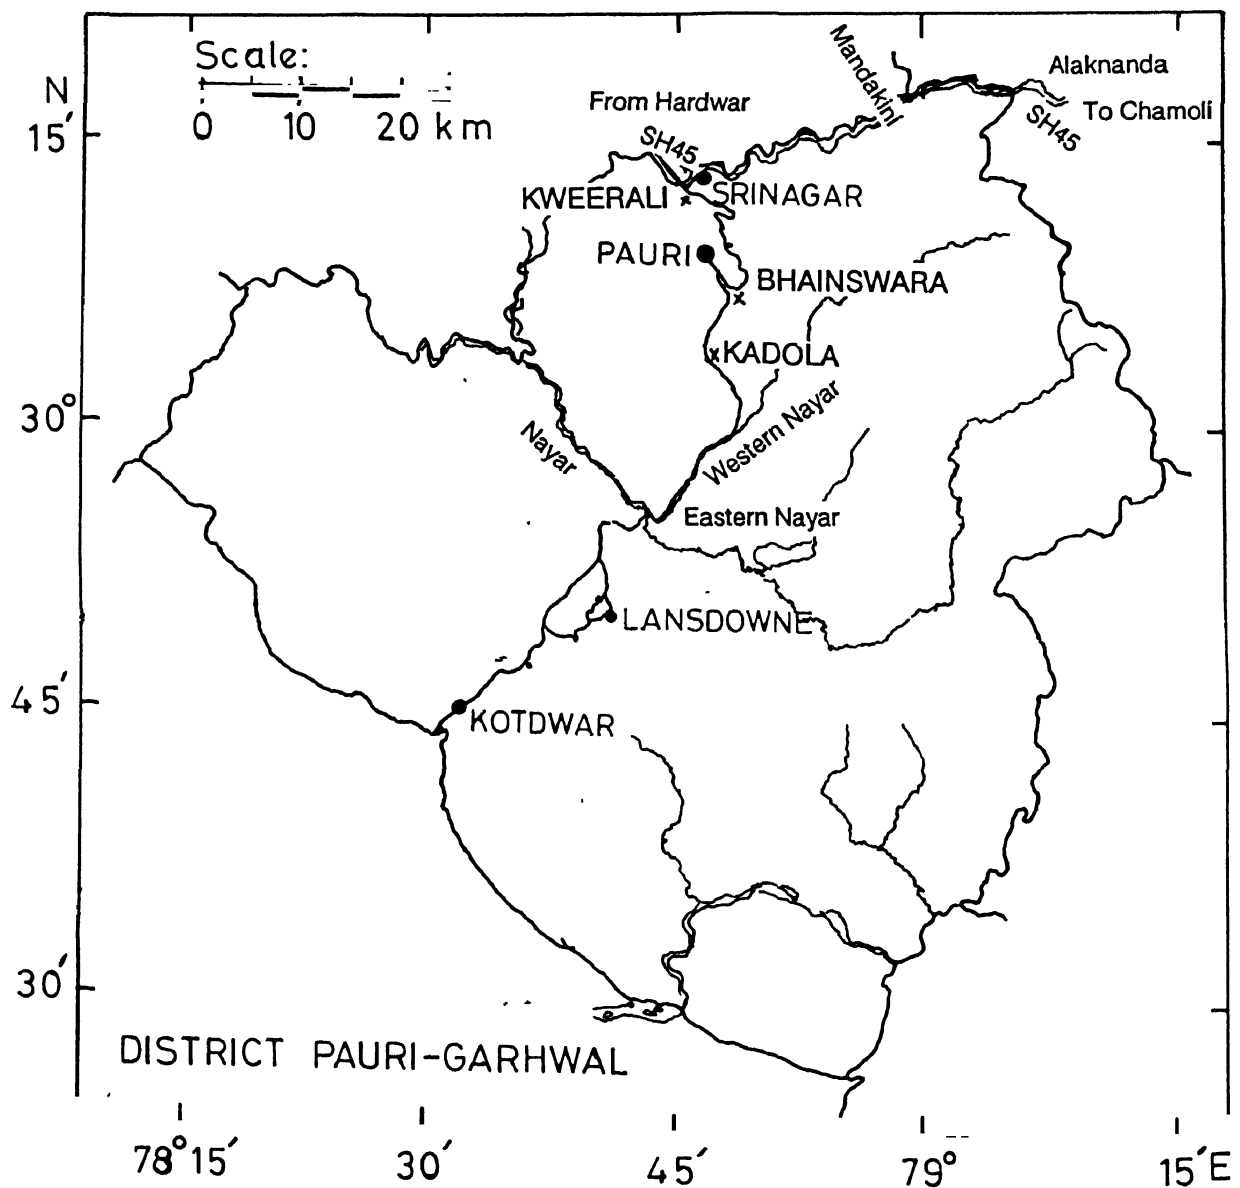 Scale:
0 10 20 km
N
15′
30°
45′
30′
Mandakini
Alaknanda
To Chamoli
SH45
From Hardwar
SH45
KWEERALI
SRINAGAR
PAURI
BHAINSWARA
KADOLA
Nayar
Western Nayar
Eastern Nayar
LANSDOWNE
KOTDWAR
DISTRICT PAURI-GARHWAL
78°15′ 30′ 45′ 79° 15′E